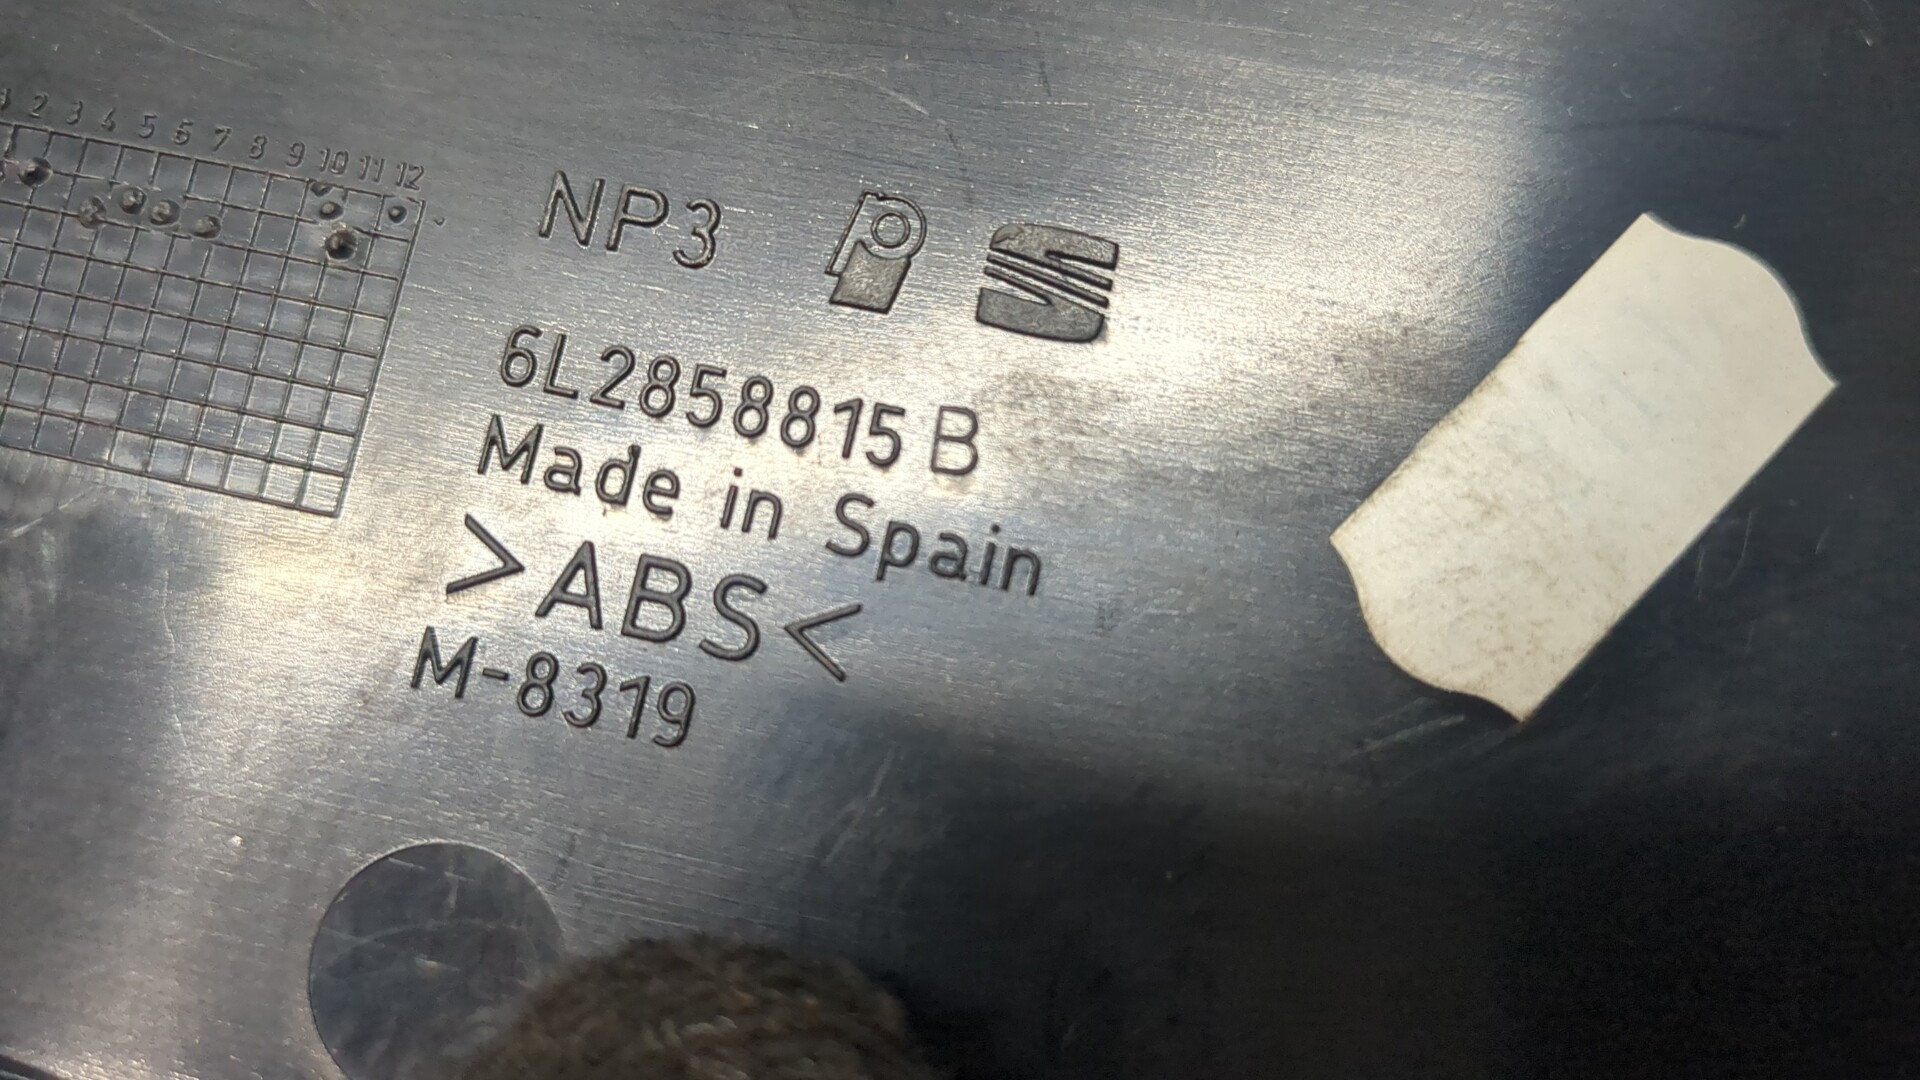 1 2 3 4 5 6 7 8 9 10 11 12
NP3
6L2858815 B
Made in Spain
>ABS<
M-8319